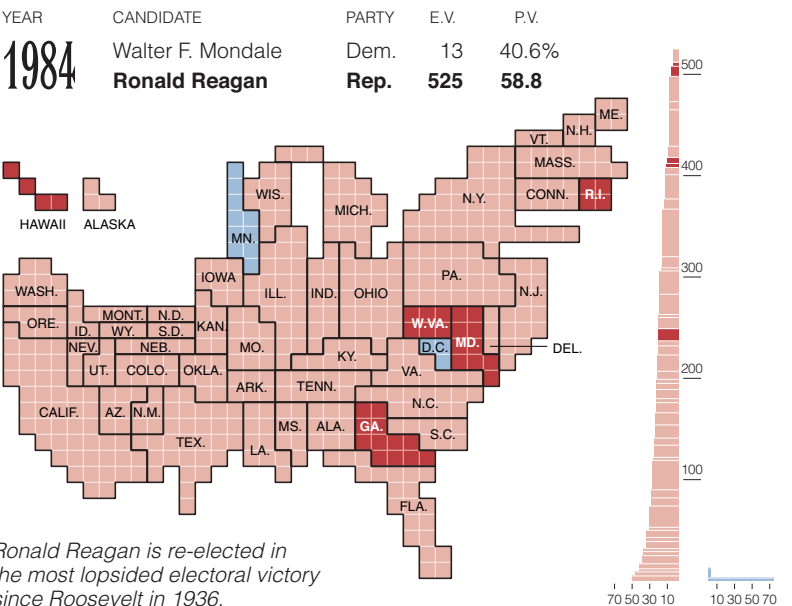 YEAR CANDIDATE PARTY E.V. P.V.
1984
Walter F. Mondale Dem. 13 40.6%
Ronald Reagan Rep. 525 58.8
500
ME.
N.H.
VT.
MASS.
400
WIS.
MICH.
N.Y.
CONN.
R.I.
HAWAII
ALASKA
MN.
300
WASH.
IOWA
ILL.
IND.
OHIO
PA.
N.J.
ORE.
MONT.
N.D.
KAN.
W.VA.
ID.
WY.
S.D.
NEV.
NEB.
MO.
KY.
D.C.
MD.
DEL.
200
UT.
COLO.
OKLA.
ARK.
TENN.
VA.
CALIF.
AZ.
N.M.
TEX.
LA.
MS.
ALA.
GA.
N.C.
S.C.
100
FLA.
Ronald Reagan is re-elected in
the most lopsided electoral victory
since Roosevelt in 1936.
70 50 30 10 10 30 50 70